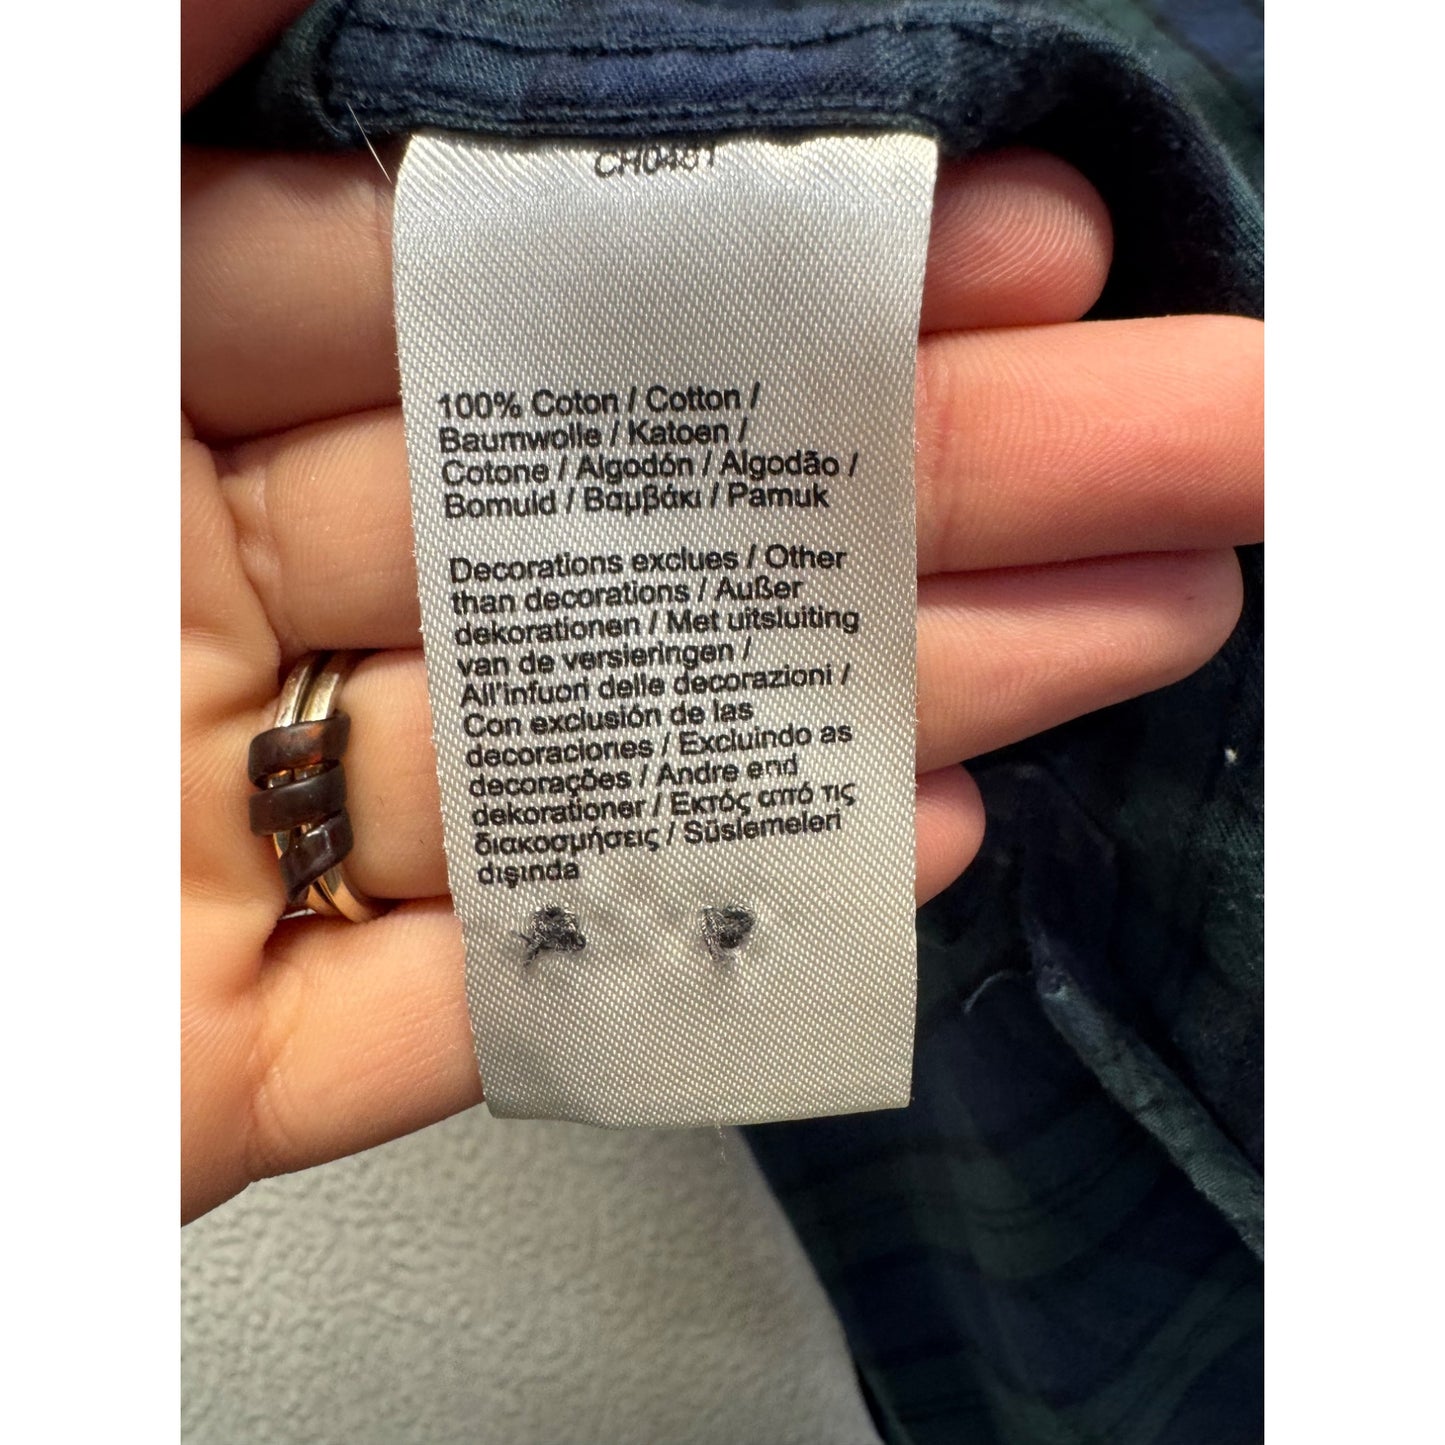 CH0481
100% Coton / Cotton /
Baumwolle / Katoen /
Cotone / Algodón / Algodão /
Bomuld / Βαμβάκι / Pamuk
Decorations exclues / Other
than decorations / Außer
dekorationen / Met uitsluiting
van de versieringen /
All'infuori delle decorazioni /
Con exclusión de las
decoraciones / Excluindo as
decorações / Andre end
dekorationer / Εκτός από τις
διακοσμήσεις / Süslemeleri
dışında